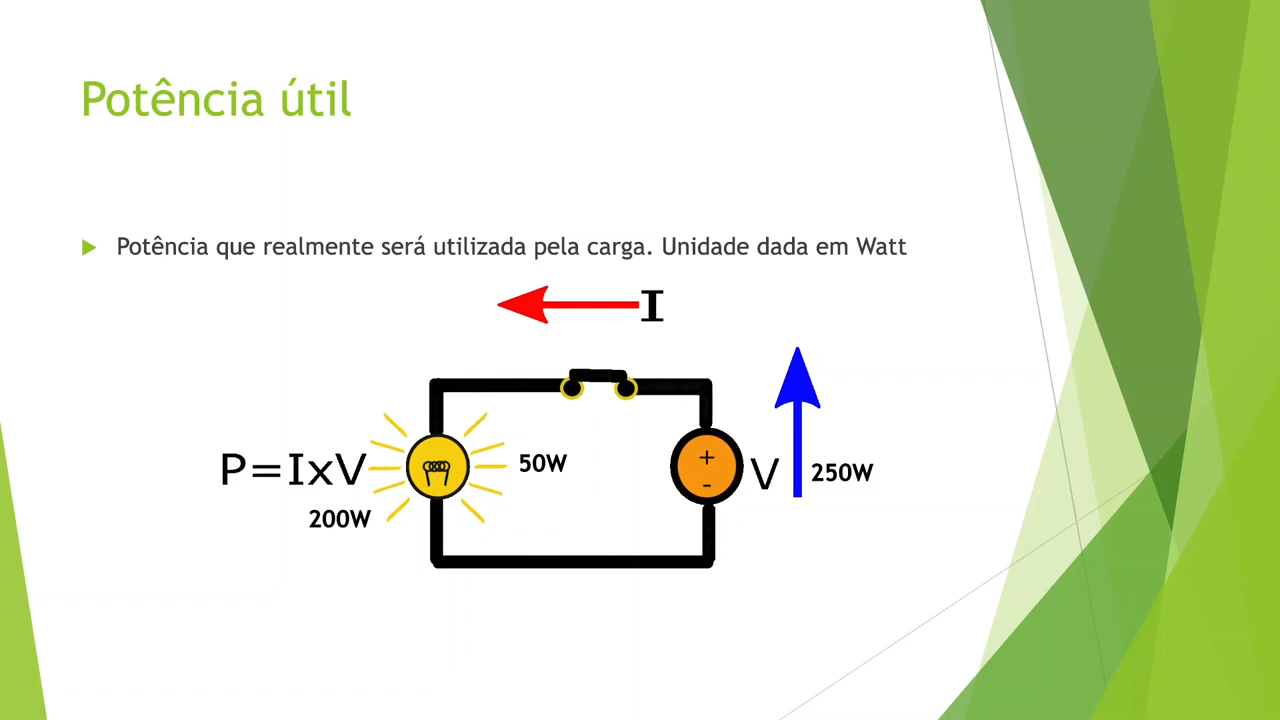 Potência útil
Potência que realmente será utilizada pela carga. Unidade dada em Watt
I
P=IxV
50W
+
-
V
250W
200W